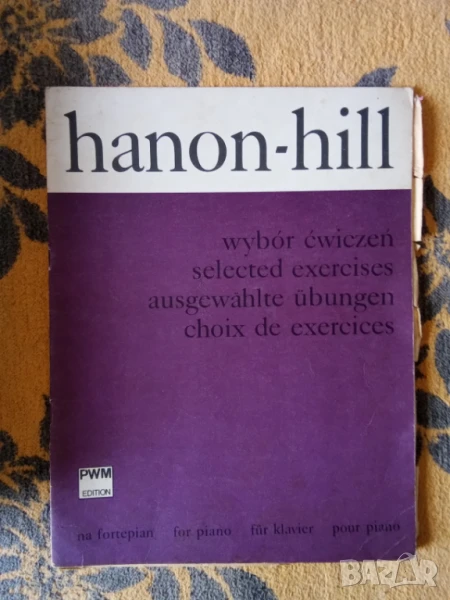 hanon-hill
wybór ćwiczeń
selected exercises
ausgewählte übungen
choix de exercices
PWM
EDITION
na fortepian for piano für klavier pour piano
BAZAR